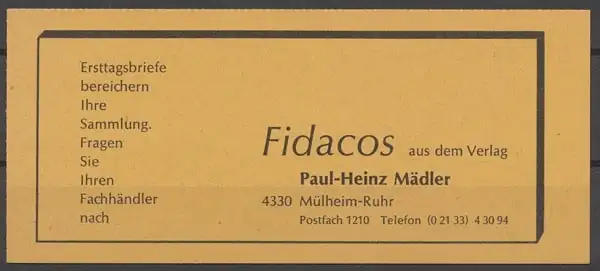 Ersttagsbriefe
bereichern
Ihre
Sammlung.
Fragen
Sie
Ihren
Fachhändler
nach
Fidacos aus dem Verlag
Paul-Heinz Mädler
4330 Mülheim-Ruhr
Postfach 1210 Telefon (0 21 33) 4 30 94